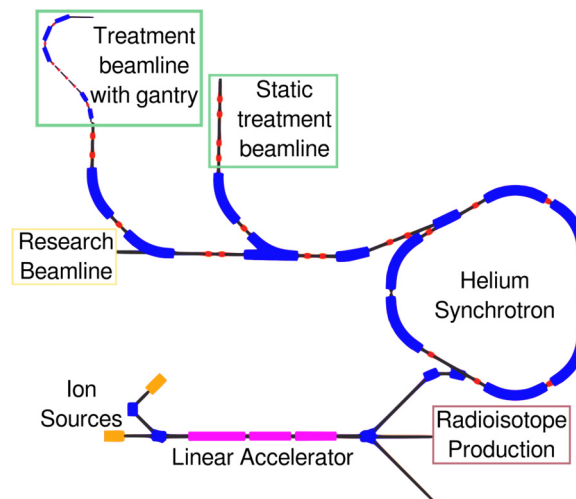 Treatment
beamline
with gantry
Static
treatment
beamline
Research
Beamline
Helium
Synchrotron
Ion
Sources
Linear Accelerator
Radioisotope
Production